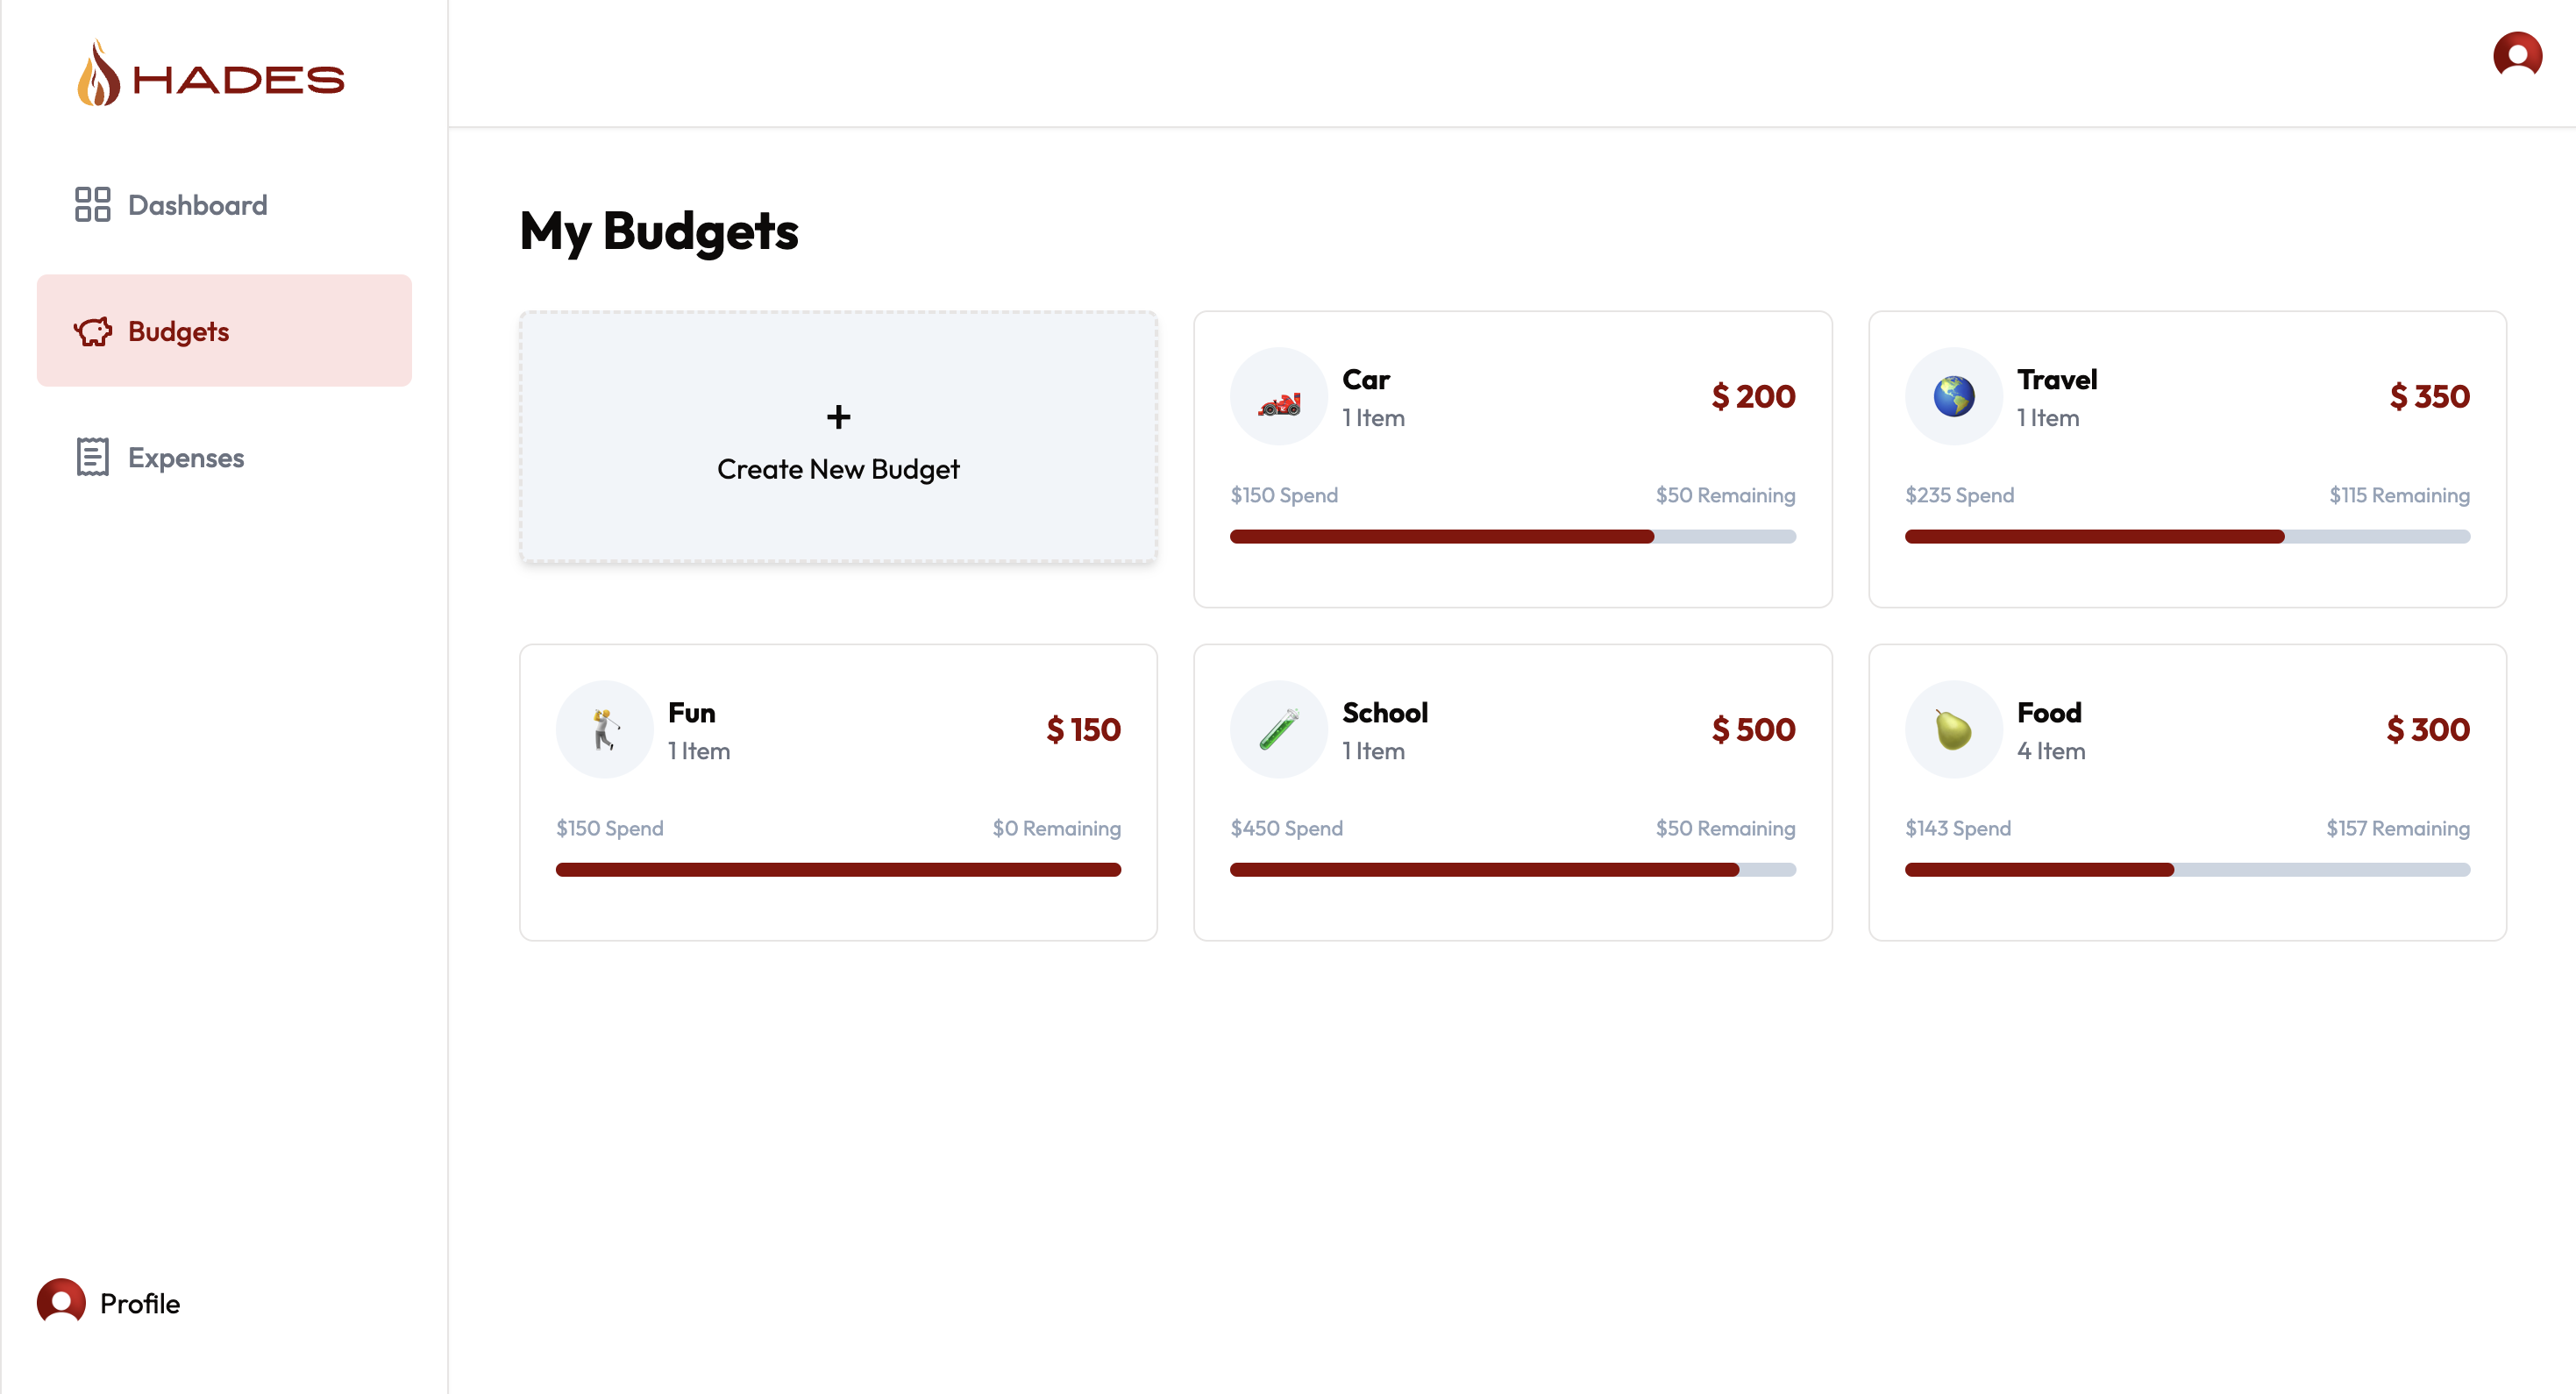 HADES
Dashboard
Budgets
Expenses
Profile
My Budgets
+
Create New Budget
Car
1 Item
$ 200
$150 Spend
$50 Remaining
Travel
1 Item
$ 350
$235 Spend
$115 Remaining
Fun
1 Item
$ 150
$150 Spend
$0 Remaining
School
1 Item
$ 500
$450 Spend
$50 Remaining
Food
4 Item
$ 300
$143 Spend
$157 Remaining